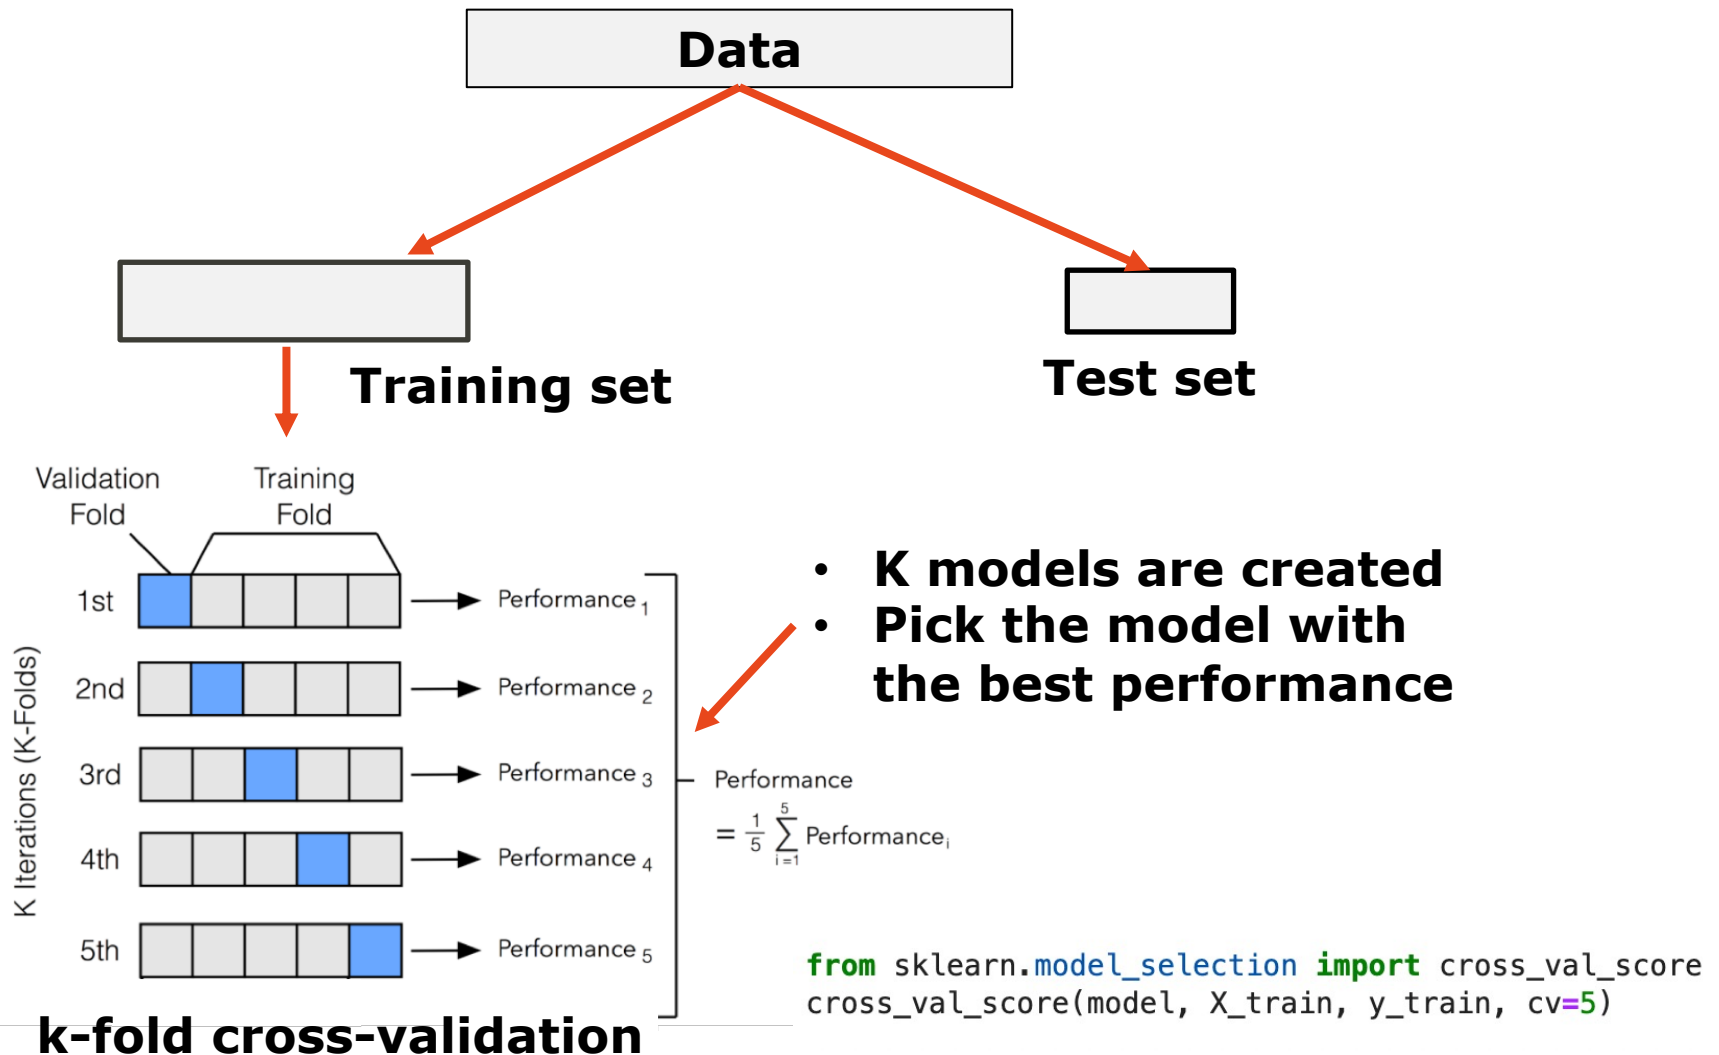 Data
Training set
Test set
Validation
Fold
Training
Fold
K Iterations (K-Folds)
1st
Performance 1
2nd
Performance 2
3rd
Performance 3
4th
Performance 4
5th
Performance 5
• K models are created
• Pick the model with
the best performance
Performance
= 1/5 5 ∑ i=1 Performance i
from sklearn.model_selection import cross_val_score
cross_val_score(model, X_train, y_train, cv=5)
k-fold cross-validation